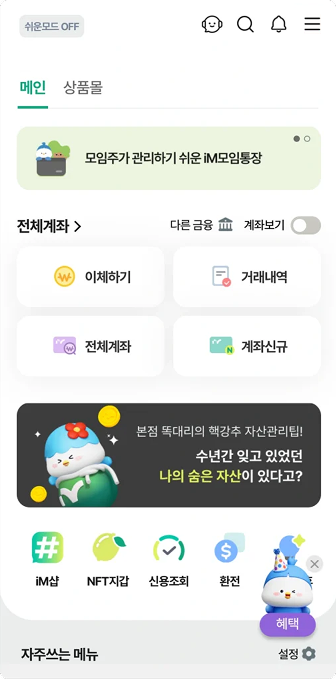 쉬운모드 OFF
메인
상품몰
모임주가 관리하기 쉬운 iM모임통장
전체계좌
다른 금융
계좌보기
이체하기
거래내역
전체계좌
계좌신규
본점 똑대리의 핵강추 자산관리팁!
수년간 잊고 있었던
나의 숨은 자산이 있다고?
iM샵
NFT지갑
신용조회
환전
혜택
자주쓰는 메뉴
설정